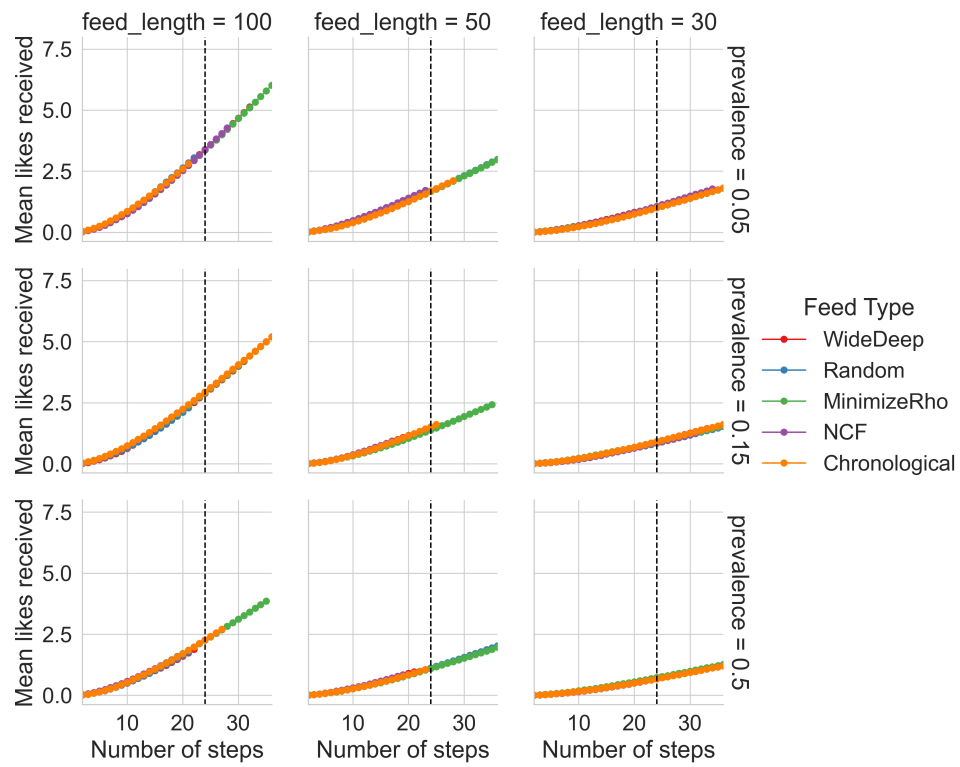 feed_length = 100
feed_length = 50
feed_length = 30
Mean likes received
7.5
5.0
2.5
0.0
prevalence = 0.05
Mean likes received
7.5
5.0
2.5
0.0
prevalence = 0.15
Feed Type
WideDeep
Random
MinimizeRho
NCF
Chronological
Mean likes received
7.5
5.0
2.5
0.0
prevalence = 0.5
10 20 30
10 20 30
10 20 30
Number of steps
Number of steps
Number of steps